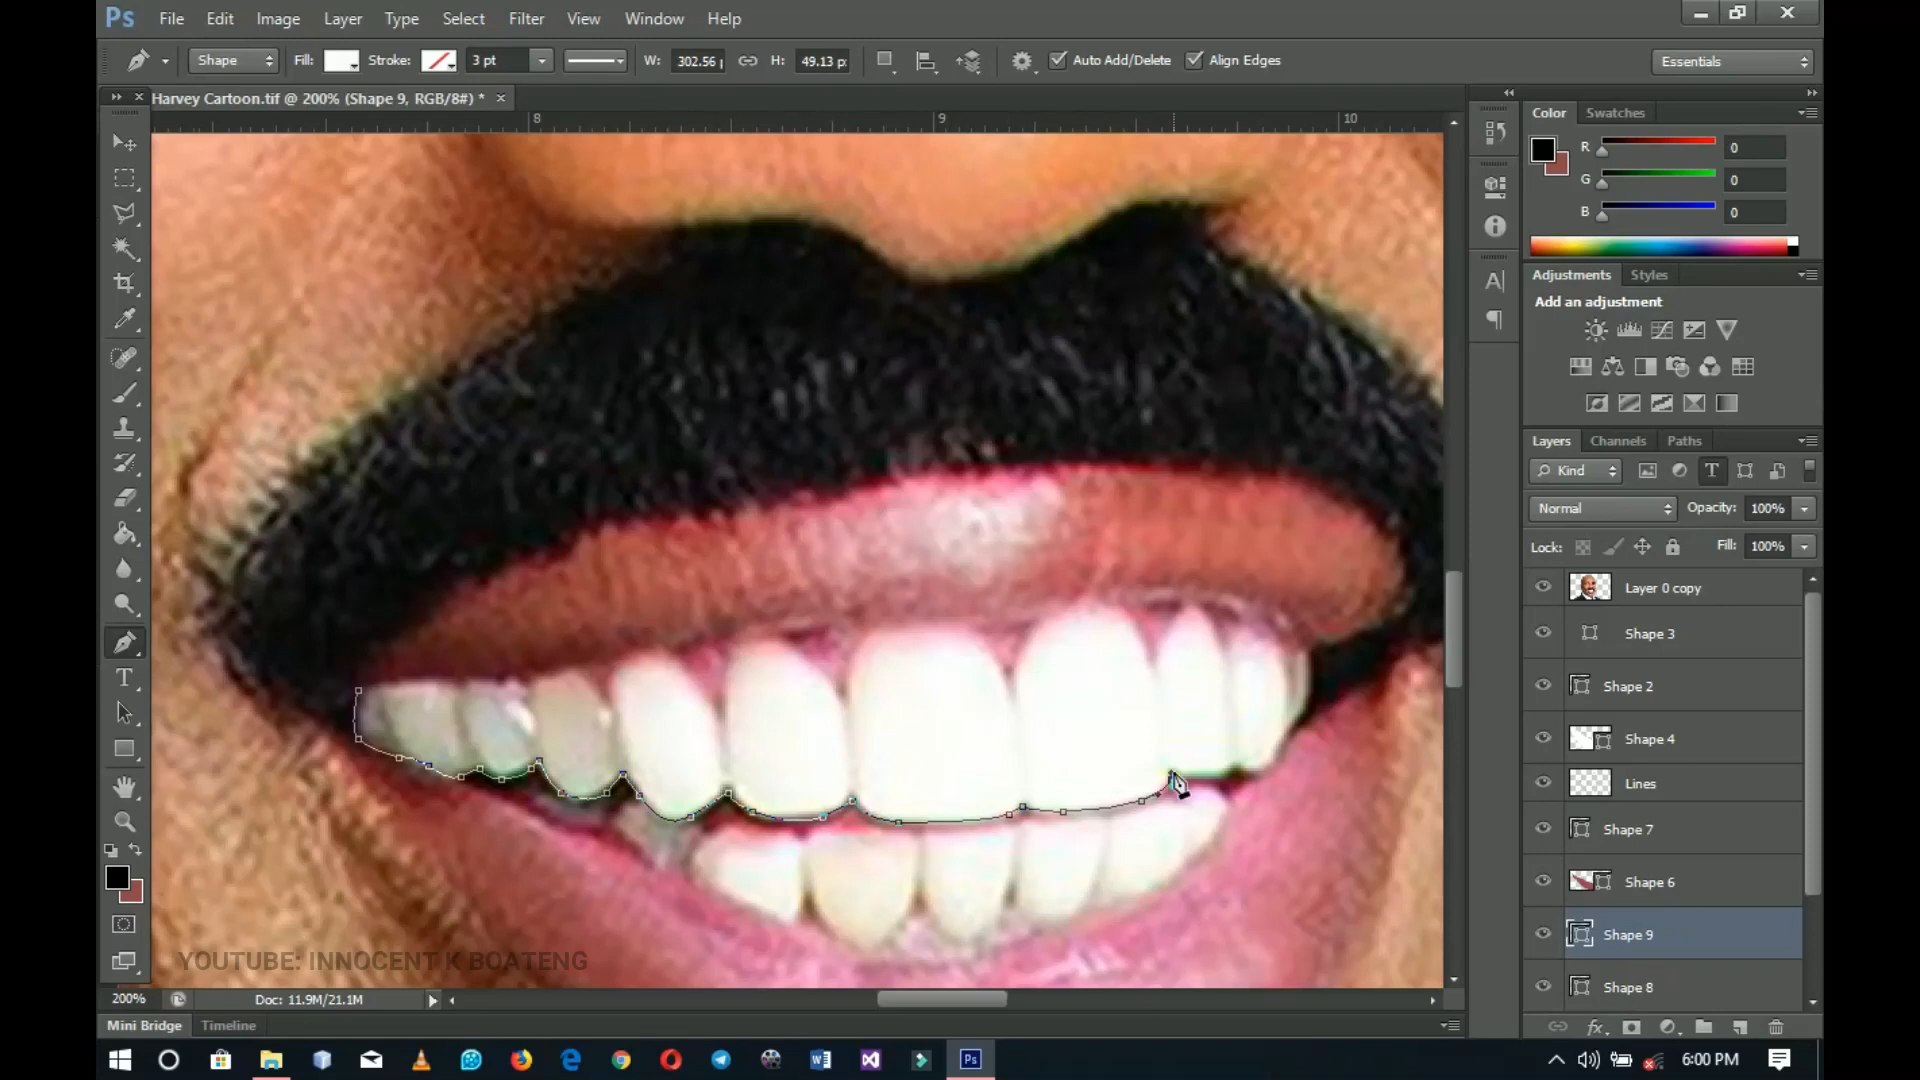 Ps File Edit Image Layer Type Select Filter View Window Help
Shape Fill: Stroke: 3 pt W: 302.56 H: 49.13 px Auto Add/Delete Align Edges Essentials
Harvey Cartoon.tif @ 200% (Shape 9, RGB/8#) *
8 9 10
Color Swatches
R 0
G 0
B 0
Adjustments Styles
Add an adjustment
Layers Channels Paths
Kind
Normal Opacity: 100%
Lock: Fill: 100%
Layer 0 copy
Shape 3
Shape 2
Shape 4
Lines
Shape 7
Shape 6
Shape 9
Shape 8
YOUTUBE: INNOCENT K BOATENG
200% Doc: 11.9M/21.1M
Mini Bridge Timeline
6:00 PM